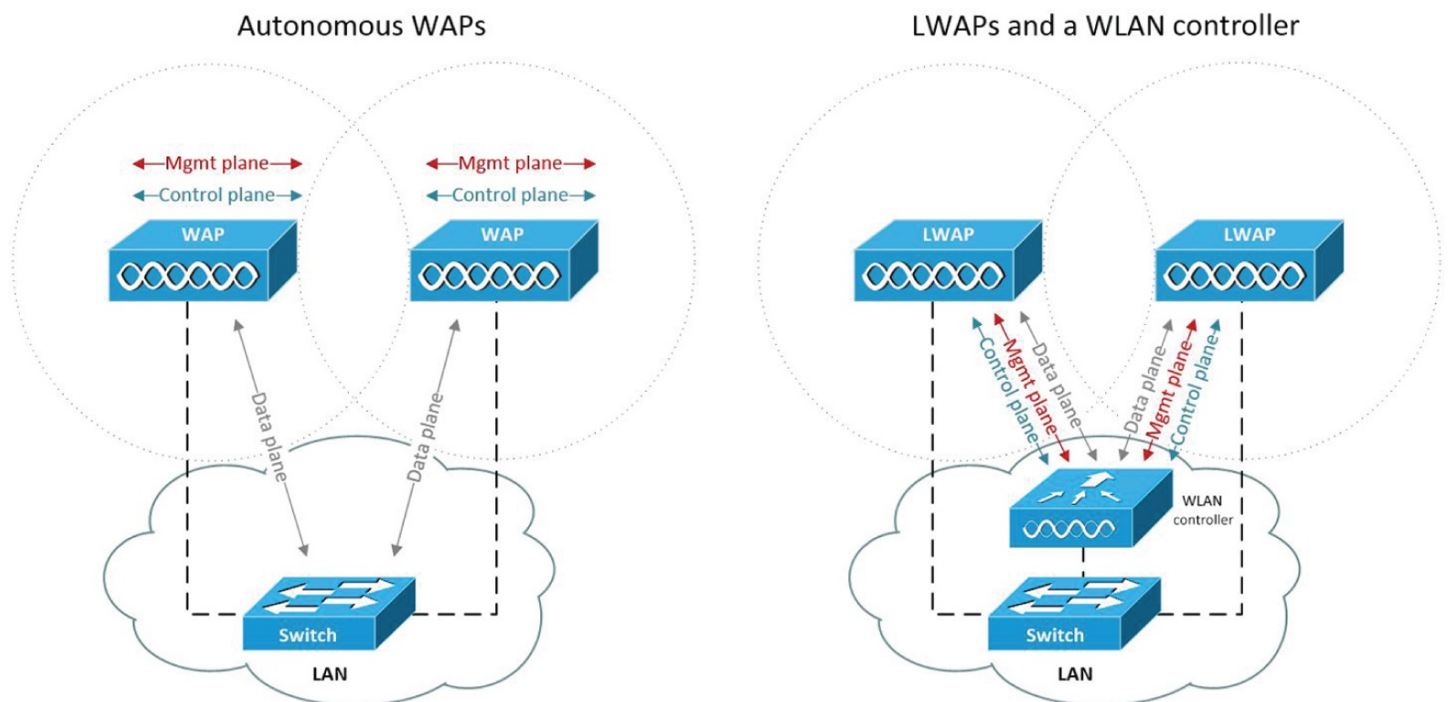 Autonomous WAPs
Mgmt plane
Control plane
WAP
Mgmt plane
Control plane
WAP
Data plane
Data plane
Switch
LAN
LWAPs and a WLAN controller
LWAP
LWAP
Control plane
Mgmt plane
Data plane
Data plane
Mgmt plane
Control plane
WLAN
controller
Switch
LAN